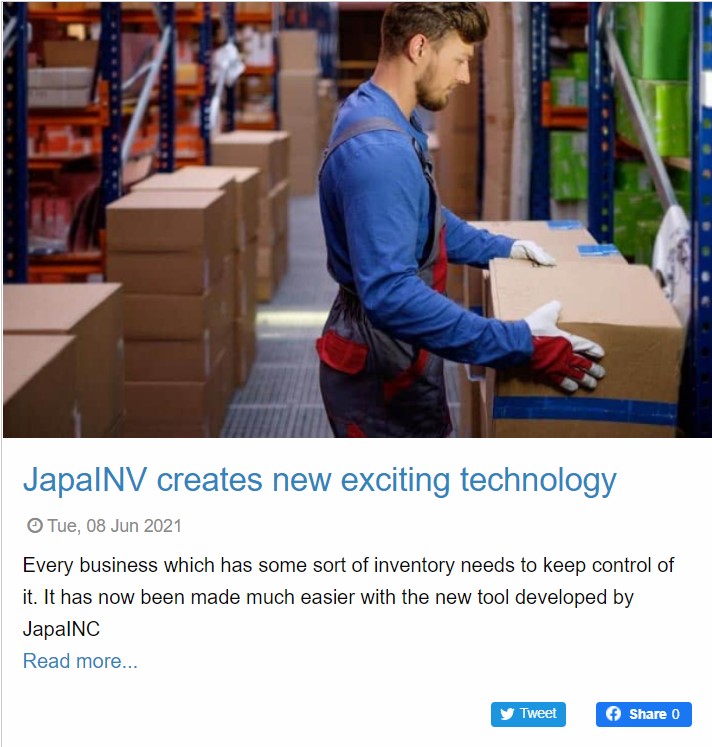 JapaINV creates new exciting technology
Tue, 08 Jun 2021
Every business which has some sort of inventory needs to keep control of
it. It has now been made much easier with the new tool developed by
JapaINC
Read more...
Tweet
Share 0